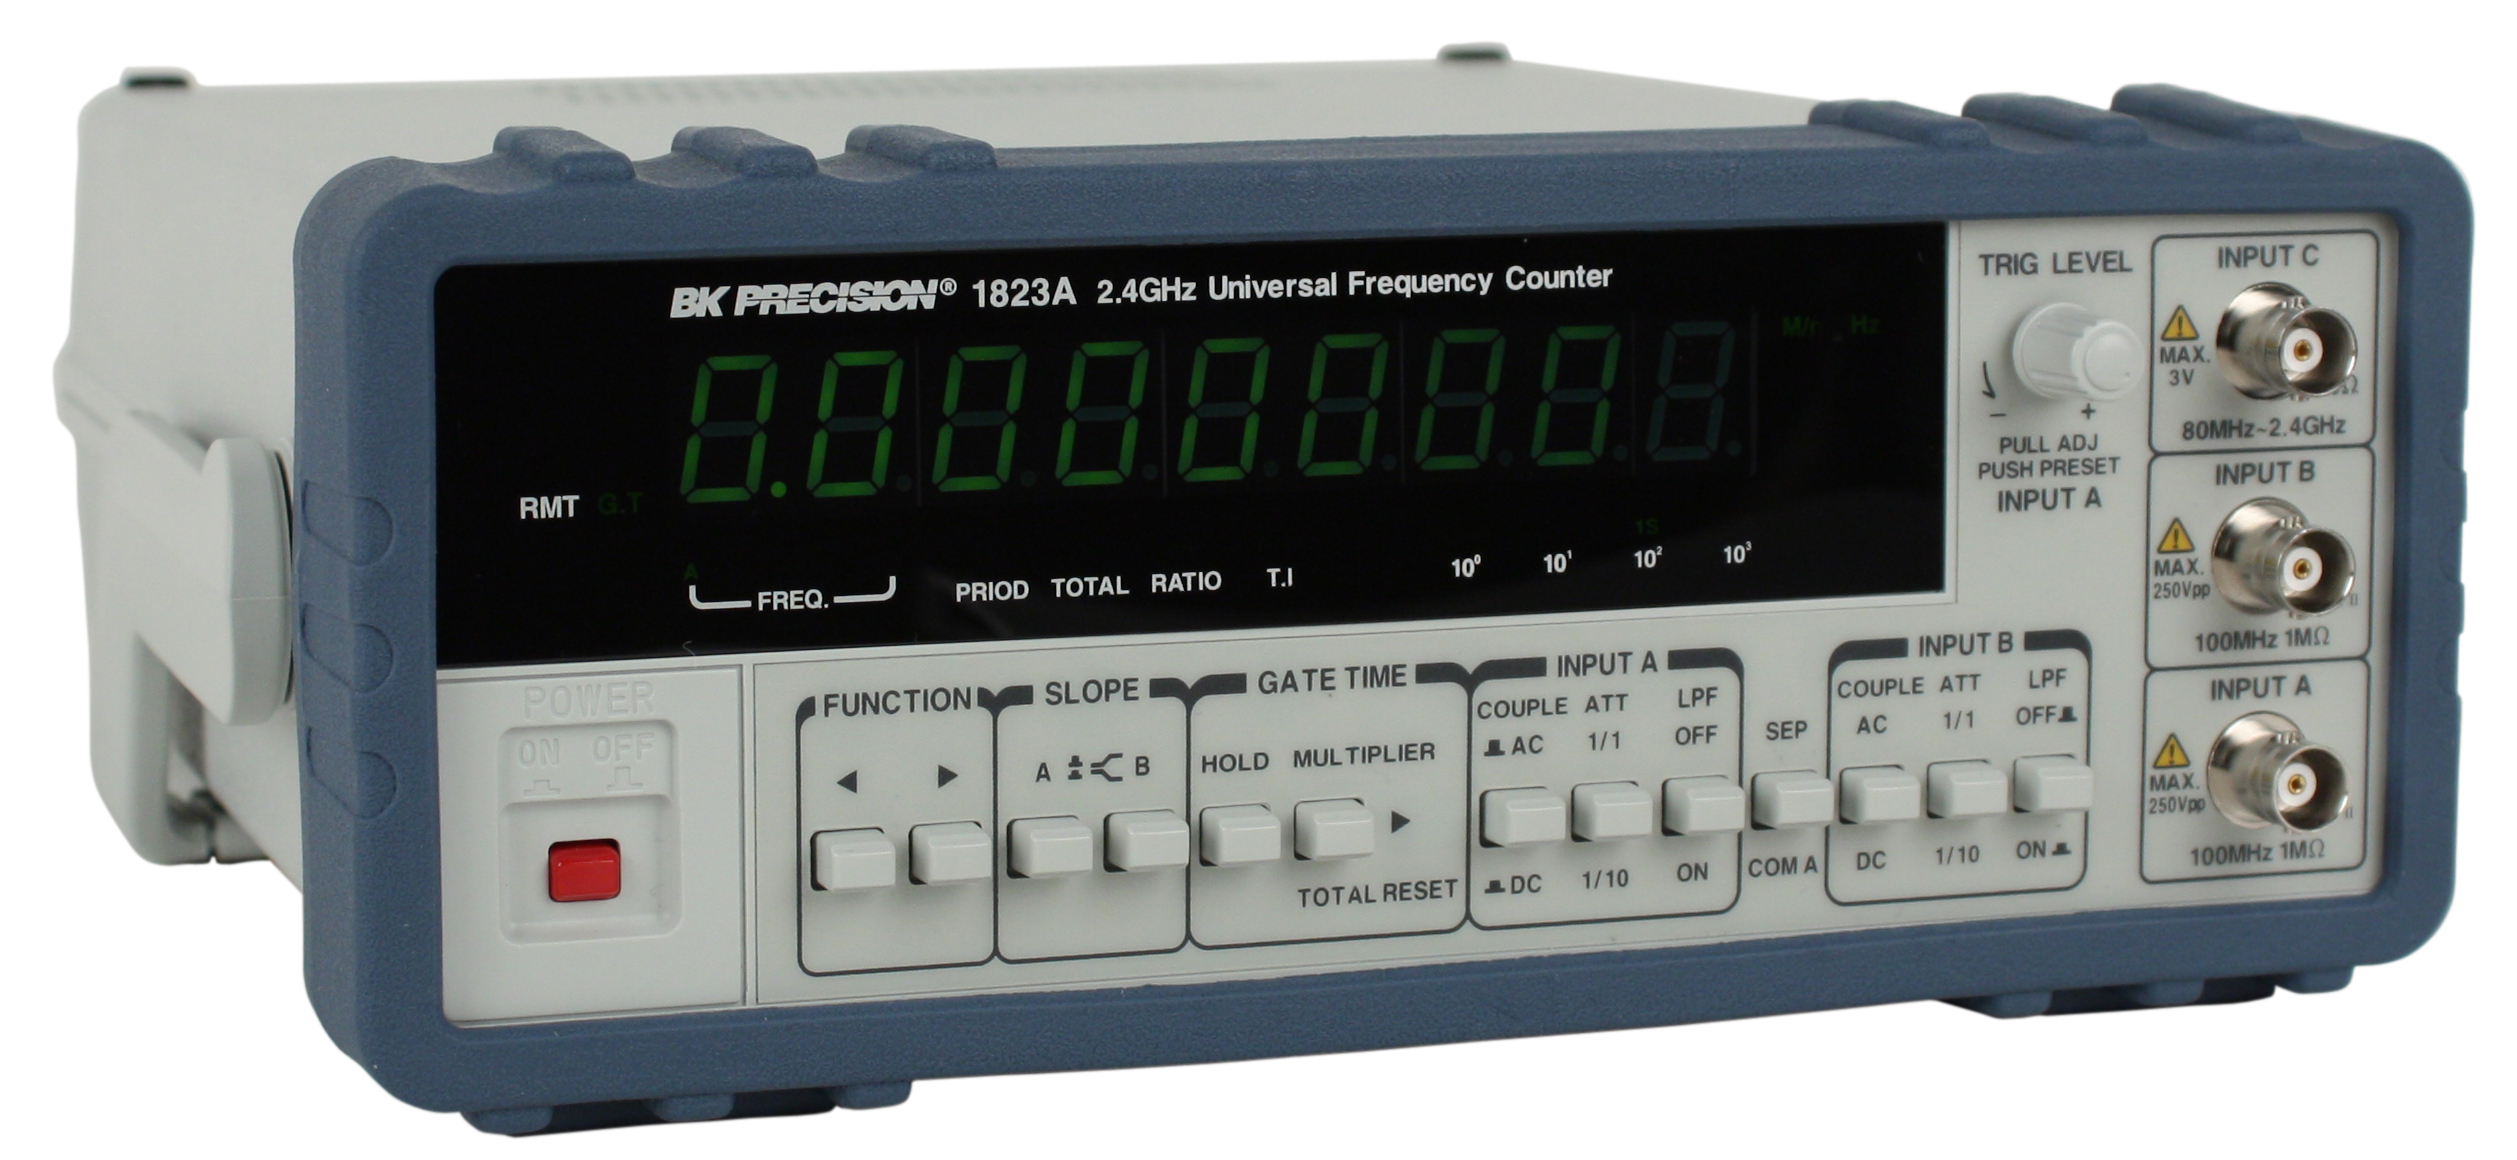 BK PRECISION® 1823A 2.4GHz Universal Frequency Counter
0.0000000
M/n Hz
RMT G.T
1S
A
FREQ. PRIOD TOTAL RATIO T.I 10⁰ 10¹ 10² 10³
TRIG LEVEL
− +
PULL ADJ
PUSH PRESET
INPUT A
INPUT C
MAX.
3V
80MHz~2.4GHz
INPUT B
MAX.
250Vpp
100MHz 1MΩ
INPUT A
MAX.
250Vpp
100MHz 1MΩ
POWER
ON OFF
FUNCTION
◀ ▶
SLOPE
A B
GATE TIME
HOLD MULTIPLIER
▶
TOTAL RESET
INPUT A
COUPLE ATT LPF
AC 1/1 OFF
DC 1/10 ON
SEP
COM A
INPUT B
COUPLE ATT LPF
AC 1/1 OFF
DC 1/10 ON